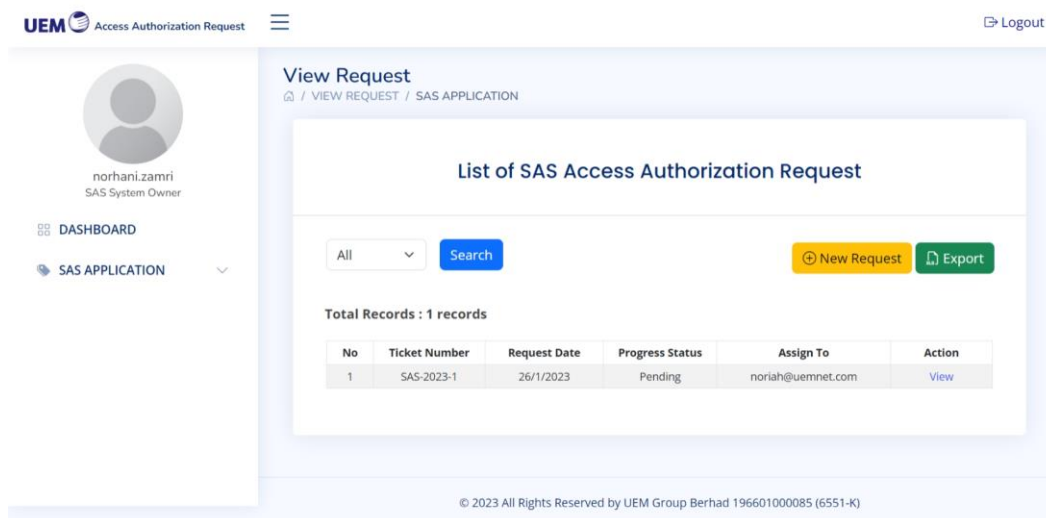 UEM Access Authorization Request
Logout
norhani.zamri
SAS System Owner
DASHBOARD
SAS APPLICATION
View Request
/ VIEW REQUEST / SAS APPLICATION
List of SAS Access Authorization Request
All Search New Request Export
Total Records : 1 records
No Ticket Number Request Date Progress Status Assign To Action
1 SAS-2023-1 26/1/2023 Pending noriah@uemnet.com View
© 2023 All Rights Reserved by UEM Group Berhad 196601000085 (6551-K)